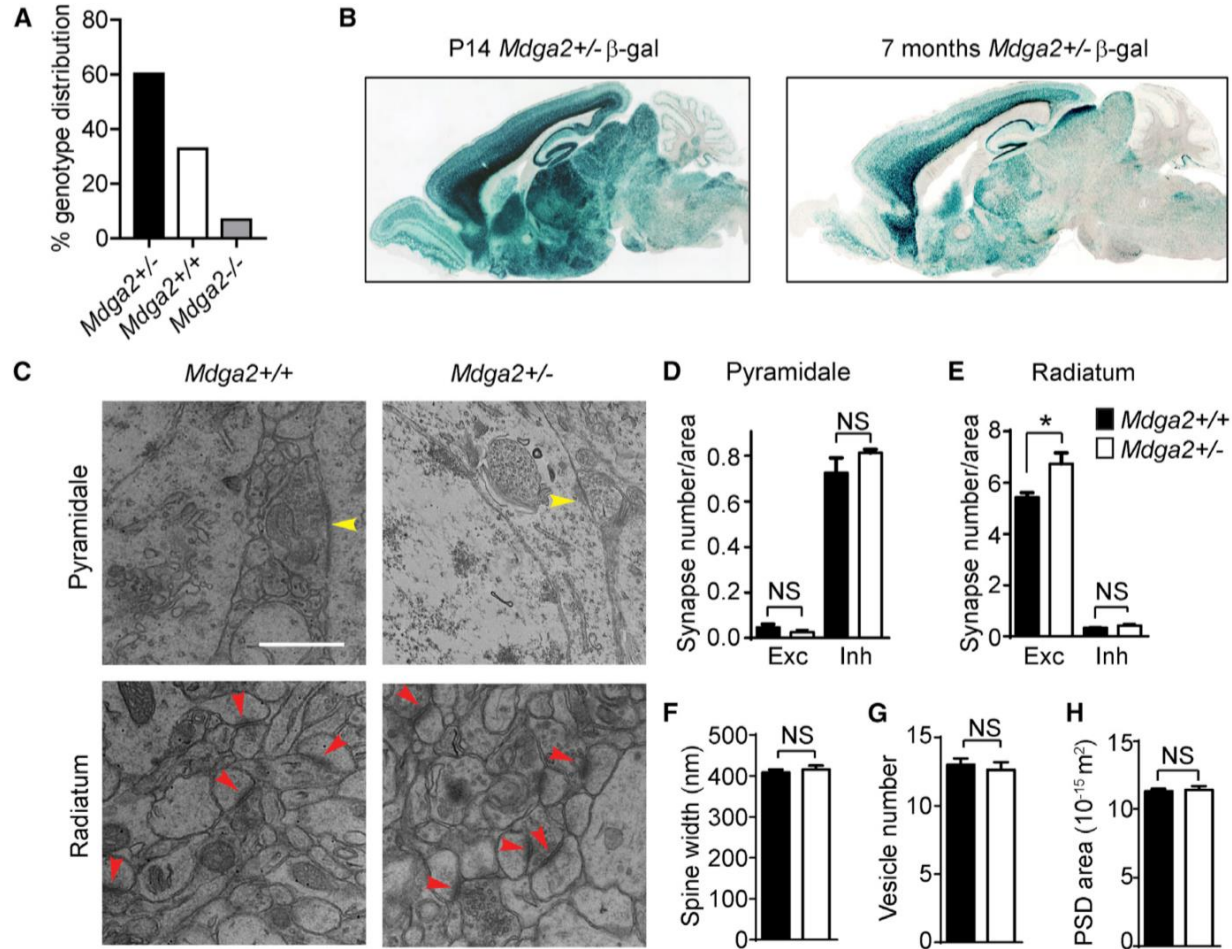 A
% genotype distribution
80
60
40
20
0
Mdga2+/-
Mdga2+/+
Mdga2-/-
B
P14 Mdga2+/- β-gal
7 months Mdga2+/- β-gal
C
Mdga2+/+
Mdga2+/-
Pyramidale
Radiatum
D
Pyramidale
Synapse number/area
0.8
0.6
0.4
0.2
0.0
NS
NS
Exc
Inh
E
Radiatum
Synapse number/area
8
6
4
2
0
*
NS
Exc
Inh
Mdga2+/+
Mdga2+/-
F
Spine width (nm)
500
400
300
200
100
0
NS
G
Vesicle number
15
10
5
0
NS
H
PSD area (10⁻¹⁵ m²)
15
10
5
0
NS